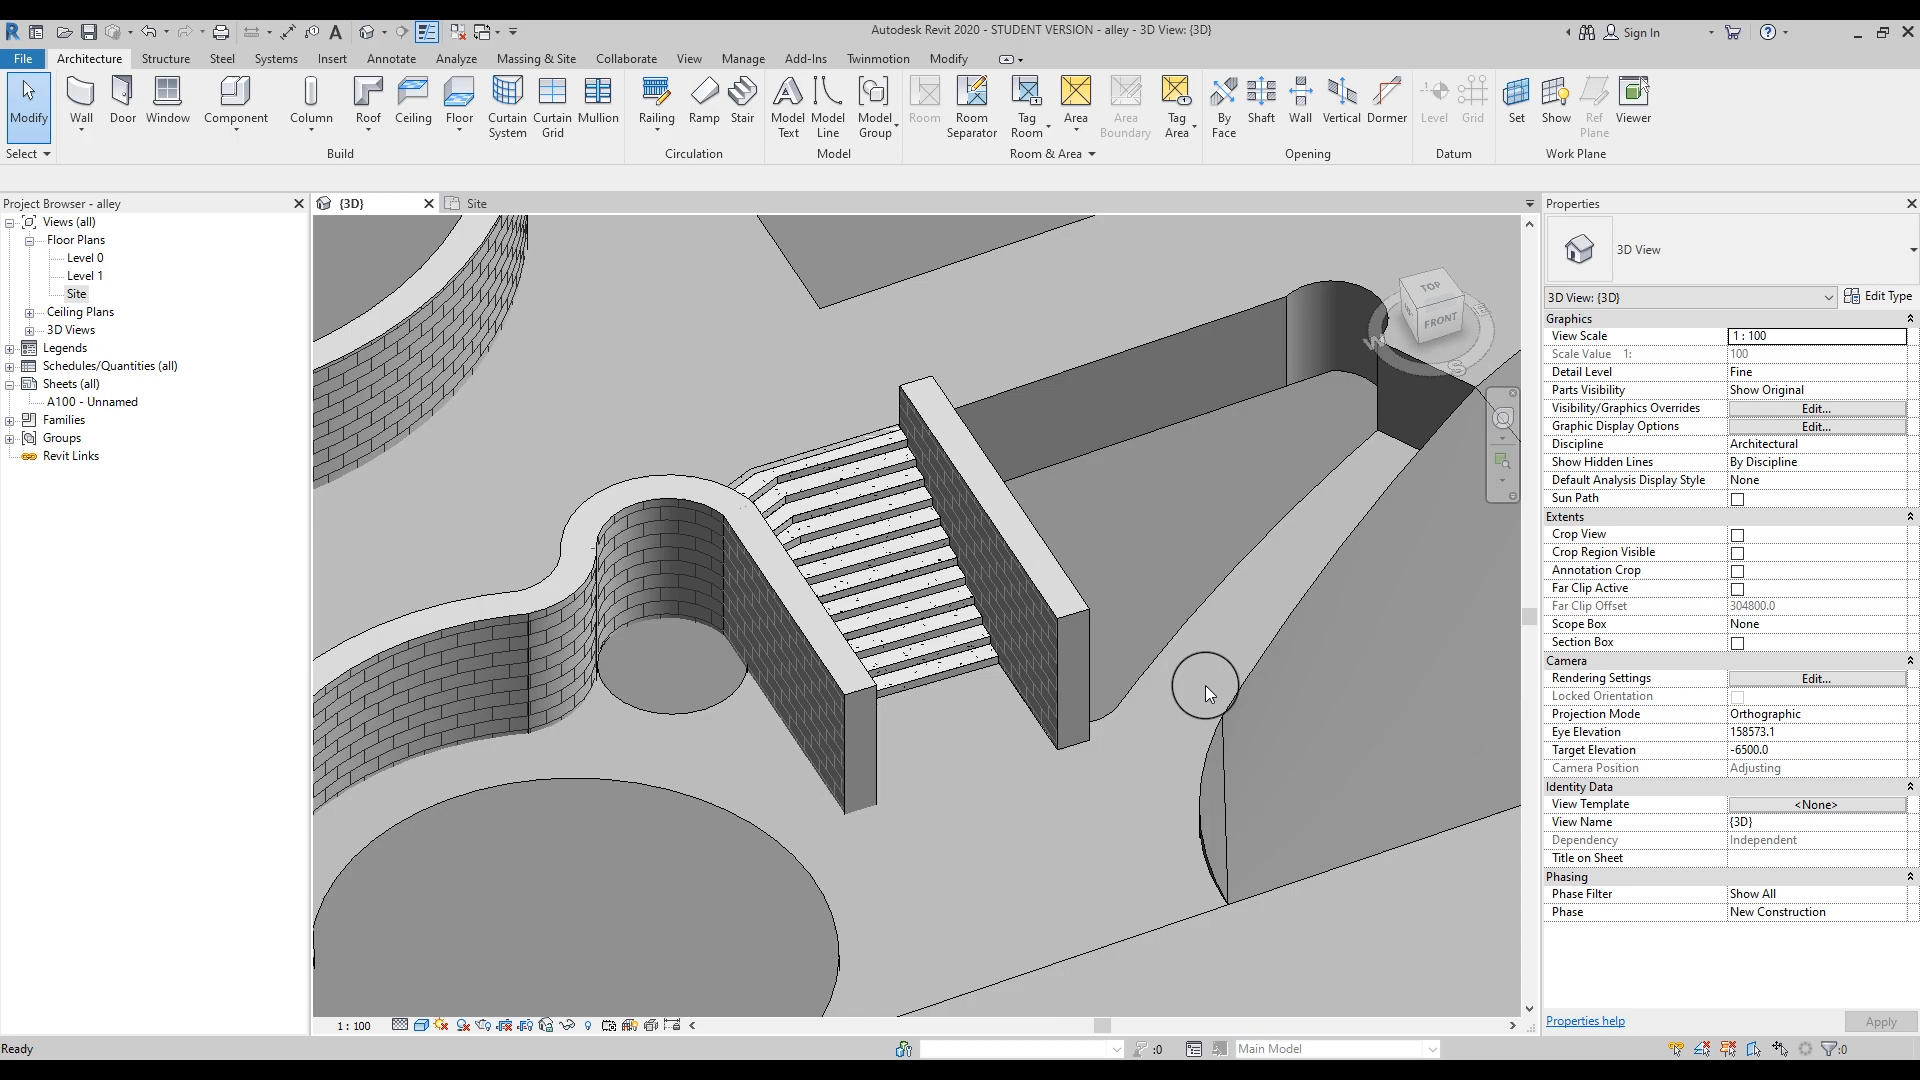 Autodesk Revit 2020 - STUDENT VERSION - alley - 3D View: {3D}
Sign In
File Architecture Structure Steel Systems Insert Annotate Analyze Massing & Site Collaborate View Manage Add-Ins Twinmotion Modify
Modify Wall Door Window Component Column Roof Ceiling Floor Curtain System Curtain Grid Mullion Railing Ramp Stair Model Text Model Line Model Group Room Room Separator Tag Room Area Area Boundary Tag Area By Face Shaft Wall Vertical Dormer Level Grid Set Show Ref Plane Viewer
Select Build Circulation Model Room & Area Opening Datum Work Plane
Project Browser - alley
Views (all)
Floor Plans
Level 0
Level 1
Site
Ceiling Plans
3D Views
Legends
Schedules/Quantities (all)
Sheets (all)
A100 - Unnamed
Families
Groups
Revit Links
{3D} Site
TOP
FRONT
W
S
Properties
3D View
3D View: {3D} Edit Type
Graphics
View Scale 1 : 100
Scale Value 1: 100
Detail Level Fine
Parts Visibility Show Original
Visibility/Graphics Overrides Edit...
Graphic Display Options Edit...
Discipline Architectural
Show Hidden Lines By Discipline
Default Analysis Display Style None
Sun Path
Extents
Crop View
Crop Region Visible
Annotation Crop
Far Clip Active
Far Clip Offset 304800.0
Scope Box None
Section Box
Camera
Rendering Settings Edit...
Locked Orientation
Projection Mode Orthographic
Eye Elevation 158573.1
Target Elevation -6500.0
Camera Position Adjusting
Identity Data
View Template <None>
View Name {3D}
Dependency Independent
Title on Sheet
Phasing
Phase Filter Show All
Phase New Construction
Properties help Apply
1 : 100
Ready
:0
Main Model
:0